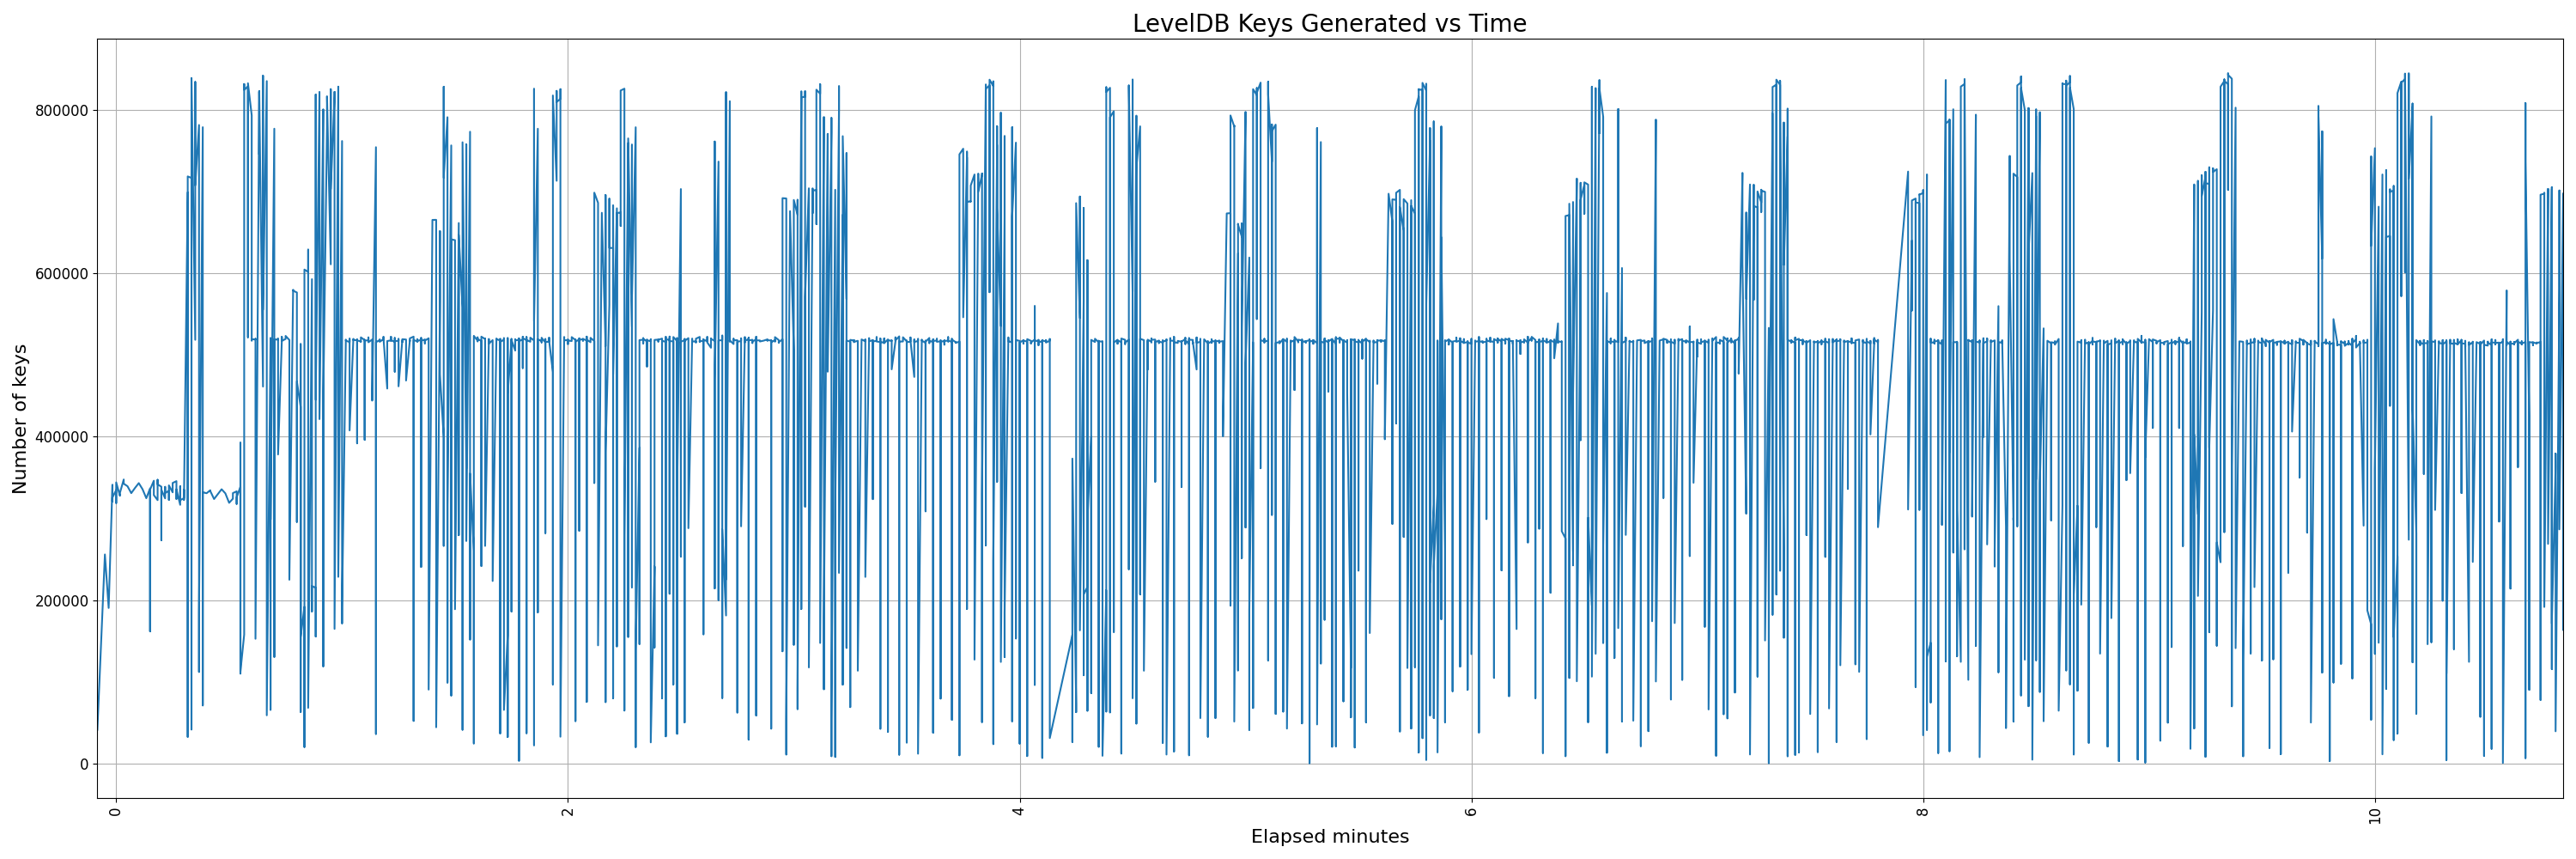 LevelDB Keys Generated vs Time
Number of keys
800000
600000
400000
200000
0
0 2 4 6 8 10
Elapsed minutes